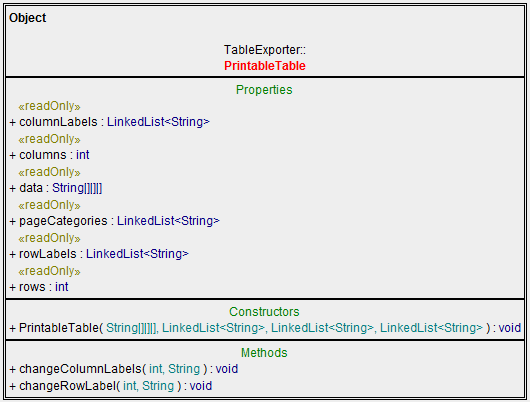 Object
TableExporter::
PrintableTable
Properties
«readOnly»
+ columnLabels : LinkedList<String>
«readOnly»
+ columns : int
«readOnly»
+ data : String[][][]
«readOnly»
+ pageCategories : LinkedList<String>
«readOnly»
+ rowLabels : LinkedList<String>
«readOnly»
+ rows : int
Constructors
+ PrintableTable( String[][][], LinkedList<String>, LinkedList<String>, LinkedList<String> ) : void
Methods
+ changeColumnLabels( int, String ) : void
+ changeRowLabel( int, String ) : void